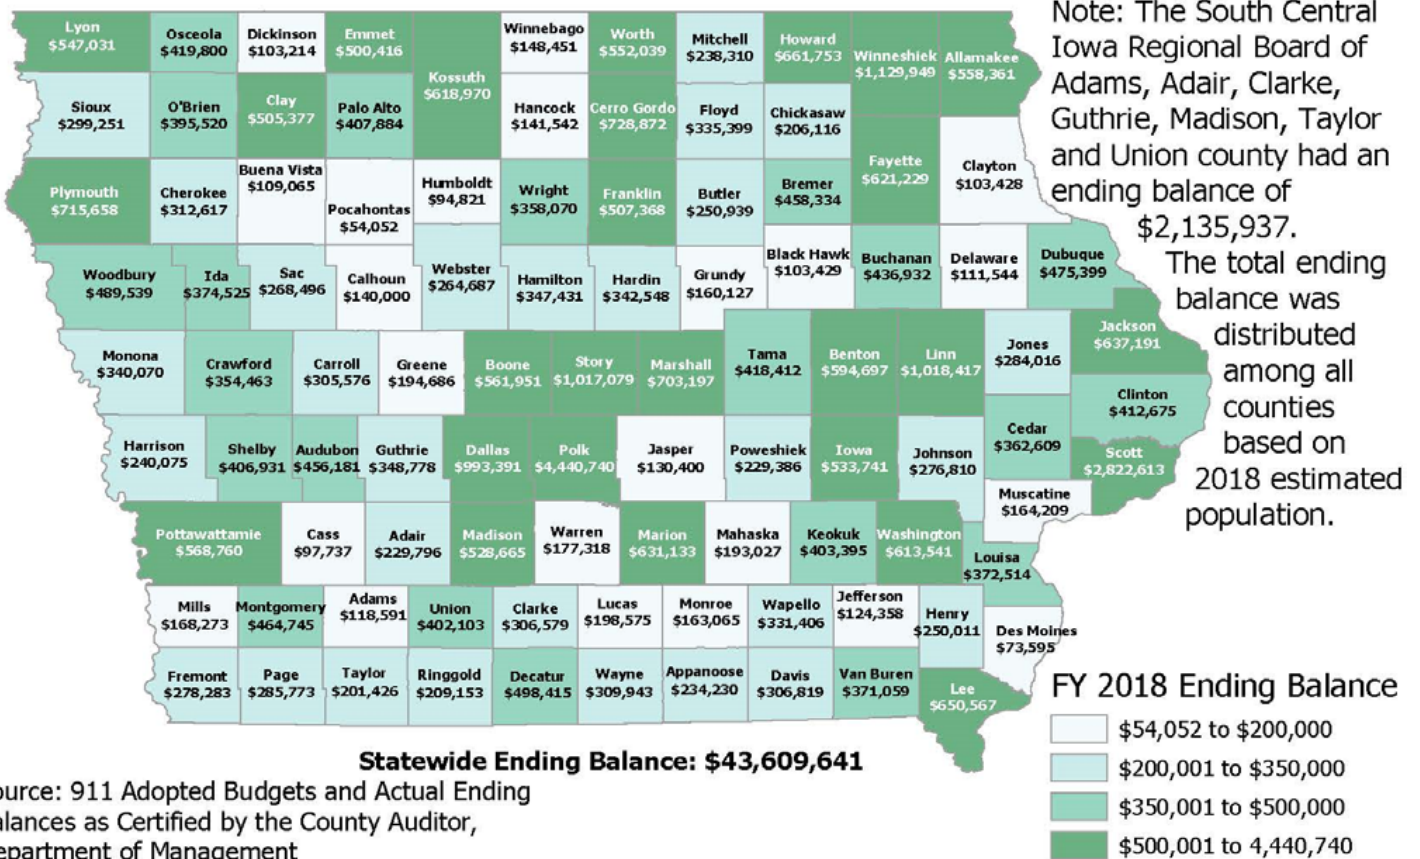 Note: The South Central
Iowa Regional Board of
Adams, Adair, Clarke,
Guthrie, Madison, Taylor
and Union county had an
ending balance of
$2,135,937.
The total ending
balance was
distributed
among all
counties
based on
2018 estimated
population.
Lyon
$547,031
Osceola
$419,800
Dickinson
$103,214
Emmet
$500,416
Kossuth
$618,970
Winnebago
$148,451
Worth
$552,039
Mitchell
$238,310
Howard
$661,753
Winneshiek
$1,129,949
Allamakee
$558,361
Sioux
$299,251
O'Brien
$395,520
Clay
$505,377
Palo Alto
$407,884
Hancock
$141,542
Cerro Gordo
$728,872
Floyd
$335,399
Chickasaw
$206,116
Fayette
$621,229
Clayton
$103,428
Plymouth
$715,658
Cherokee
$312,617
Buena Vista
$109,065
Pocahontas
$54,052
Humboldt
$94,821
Wright
$358,070
Franklin
$507,368
Butler
$250,939
Bremer
$458,334
Woodbury
$489,539
Ida
$374,525
Sac
$268,496
Calhoun
$140,000
Webster
$264,687
Hamilton
$347,431
Hardin
$342,548
Grundy
$160,127
Black Hawk
$103,429
Buchanan
$436,932
Delaware
$111,544
Dubuque
$475,399
Monona
$340,070
Crawford
$354,463
Carroll
$305,576
Greene
$194,686
Boone
$561,951
Story
$1,017,079
Marshall
$703,197
Tama
$418,412
Benton
$594,697
Linn
$1,018,417
Jones
$284,016
Jackson
$637,191
Clinton
$412,675
Harrison
$240,075
Shelby
$406,931
Audubon
$456,181
Guthrie
$348,778
Dallas
$993,391
Polk
$4,440,740
Jasper
$130,400
Poweshiek
$229,386
Iowa
$533,741
Johnson
$276,810
Cedar
$362,609
Scott
$2,822,613
Muscatine
$164,209
Pottawattamie
$568,760
Cass
$97,737
Adair
$229,796
Madison
$528,665
Warren
$177,318
Marion
$631,133
Mahaska
$193,027
Keokuk
$403,395
Washington
$613,541
Louisa
$372,514
Mills
$168,273
Montgomery
$464,745
Adams
$118,591
Union
$402,103
Clarke
$306,579
Lucas
$198,575
Monroe
$163,065
Wapello
$331,406
Jefferson
$124,358
Henry
$250,011
Des Moines
$73,595
Fremont
$278,283
Page
$285,773
Taylor
$201,426
Ringgold
$209,153
Decatur
$498,415
Wayne
$309,943
Appanoose
$234,230
Davis
$306,819
Van Buren
$371,059
Lee
$650,567
FY 2018 Ending Balance
$54,052 to $200,000
$200,001 to $350,000
$350,001 to $500,000
$500,001 to 4,440,740
Statewide Ending Balance: $43,609,641
ource: 911 Adopted Budgets and Actual Ending
alances as Certified by the County Auditor,
epartment of Management